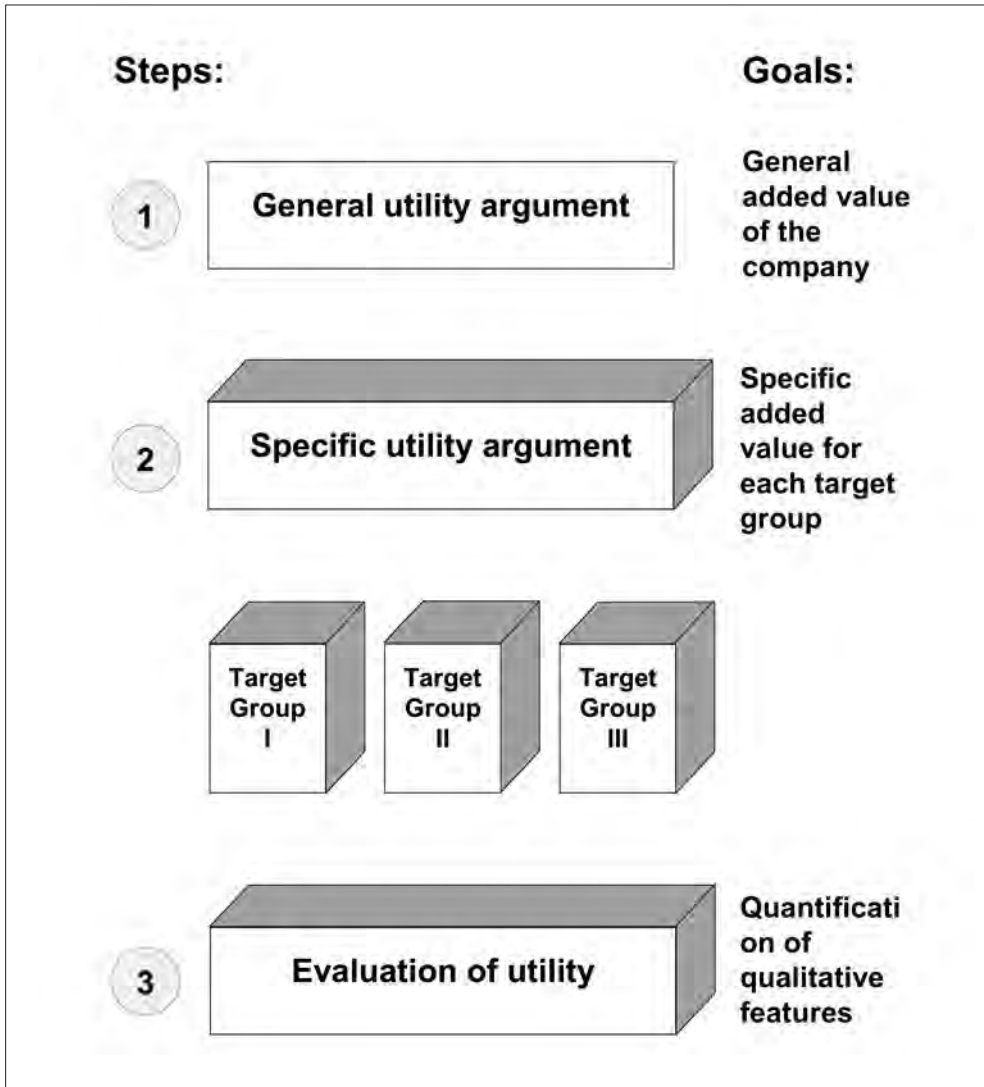 Steps:
Goals:
1
General utility argument
General
added value
of the
company
2
Specific utility argument
Specific
added
value for
each target
group
Target
Group
I
Target
Group
II
Target
Group
III
3
Evaluation of utility
Quantificati
on of
qualitative
features